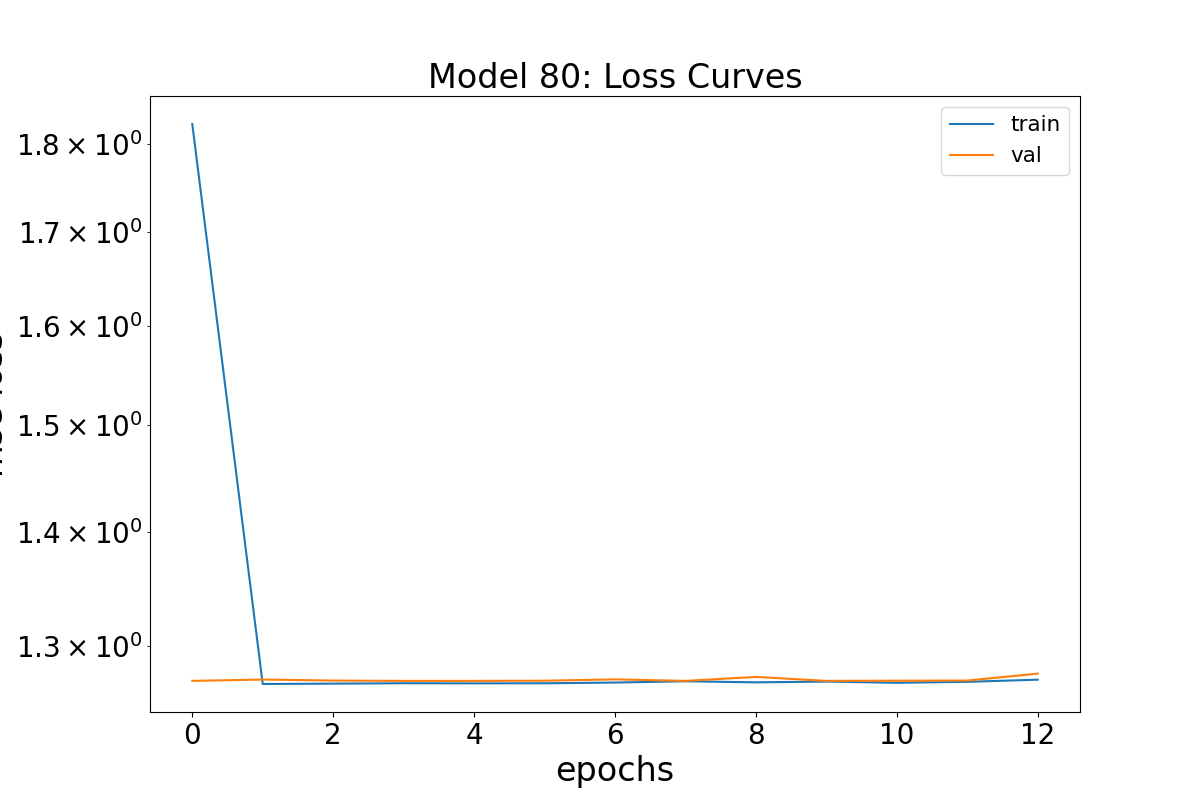 Model 80: Loss Curves
train
val
1.8 × 10⁰
1.7 × 10⁰
1.6 × 10⁰
1.5 × 10⁰
1.4 × 10⁰
1.3 × 10⁰
0 2 4 6 8 10 12
epochs